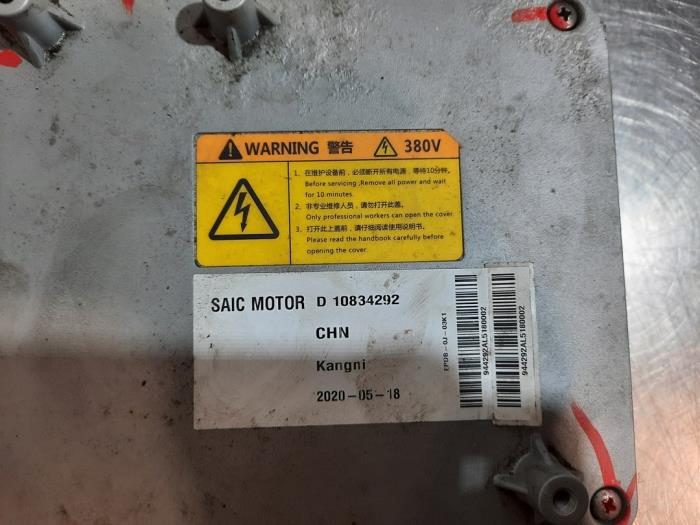 WARNING 警告 380V
1、在维护设备前，必须断开所有电源，等待10分钟。
Before servicing ,Remove all power and wait
for 10 minutes.
2、非专业维修人员，请勿打开此盖。
Only professional workers can open the cover
3、打开此上盖前，请仔细阅读使用说明书。
Please read the handbook carefully before
opening the cover.
SAIC MOTOR D 10834292
CHN
Kangni
2020-05-18
EPDB-0J-03K1
944292AL5180002
944292AL5180002